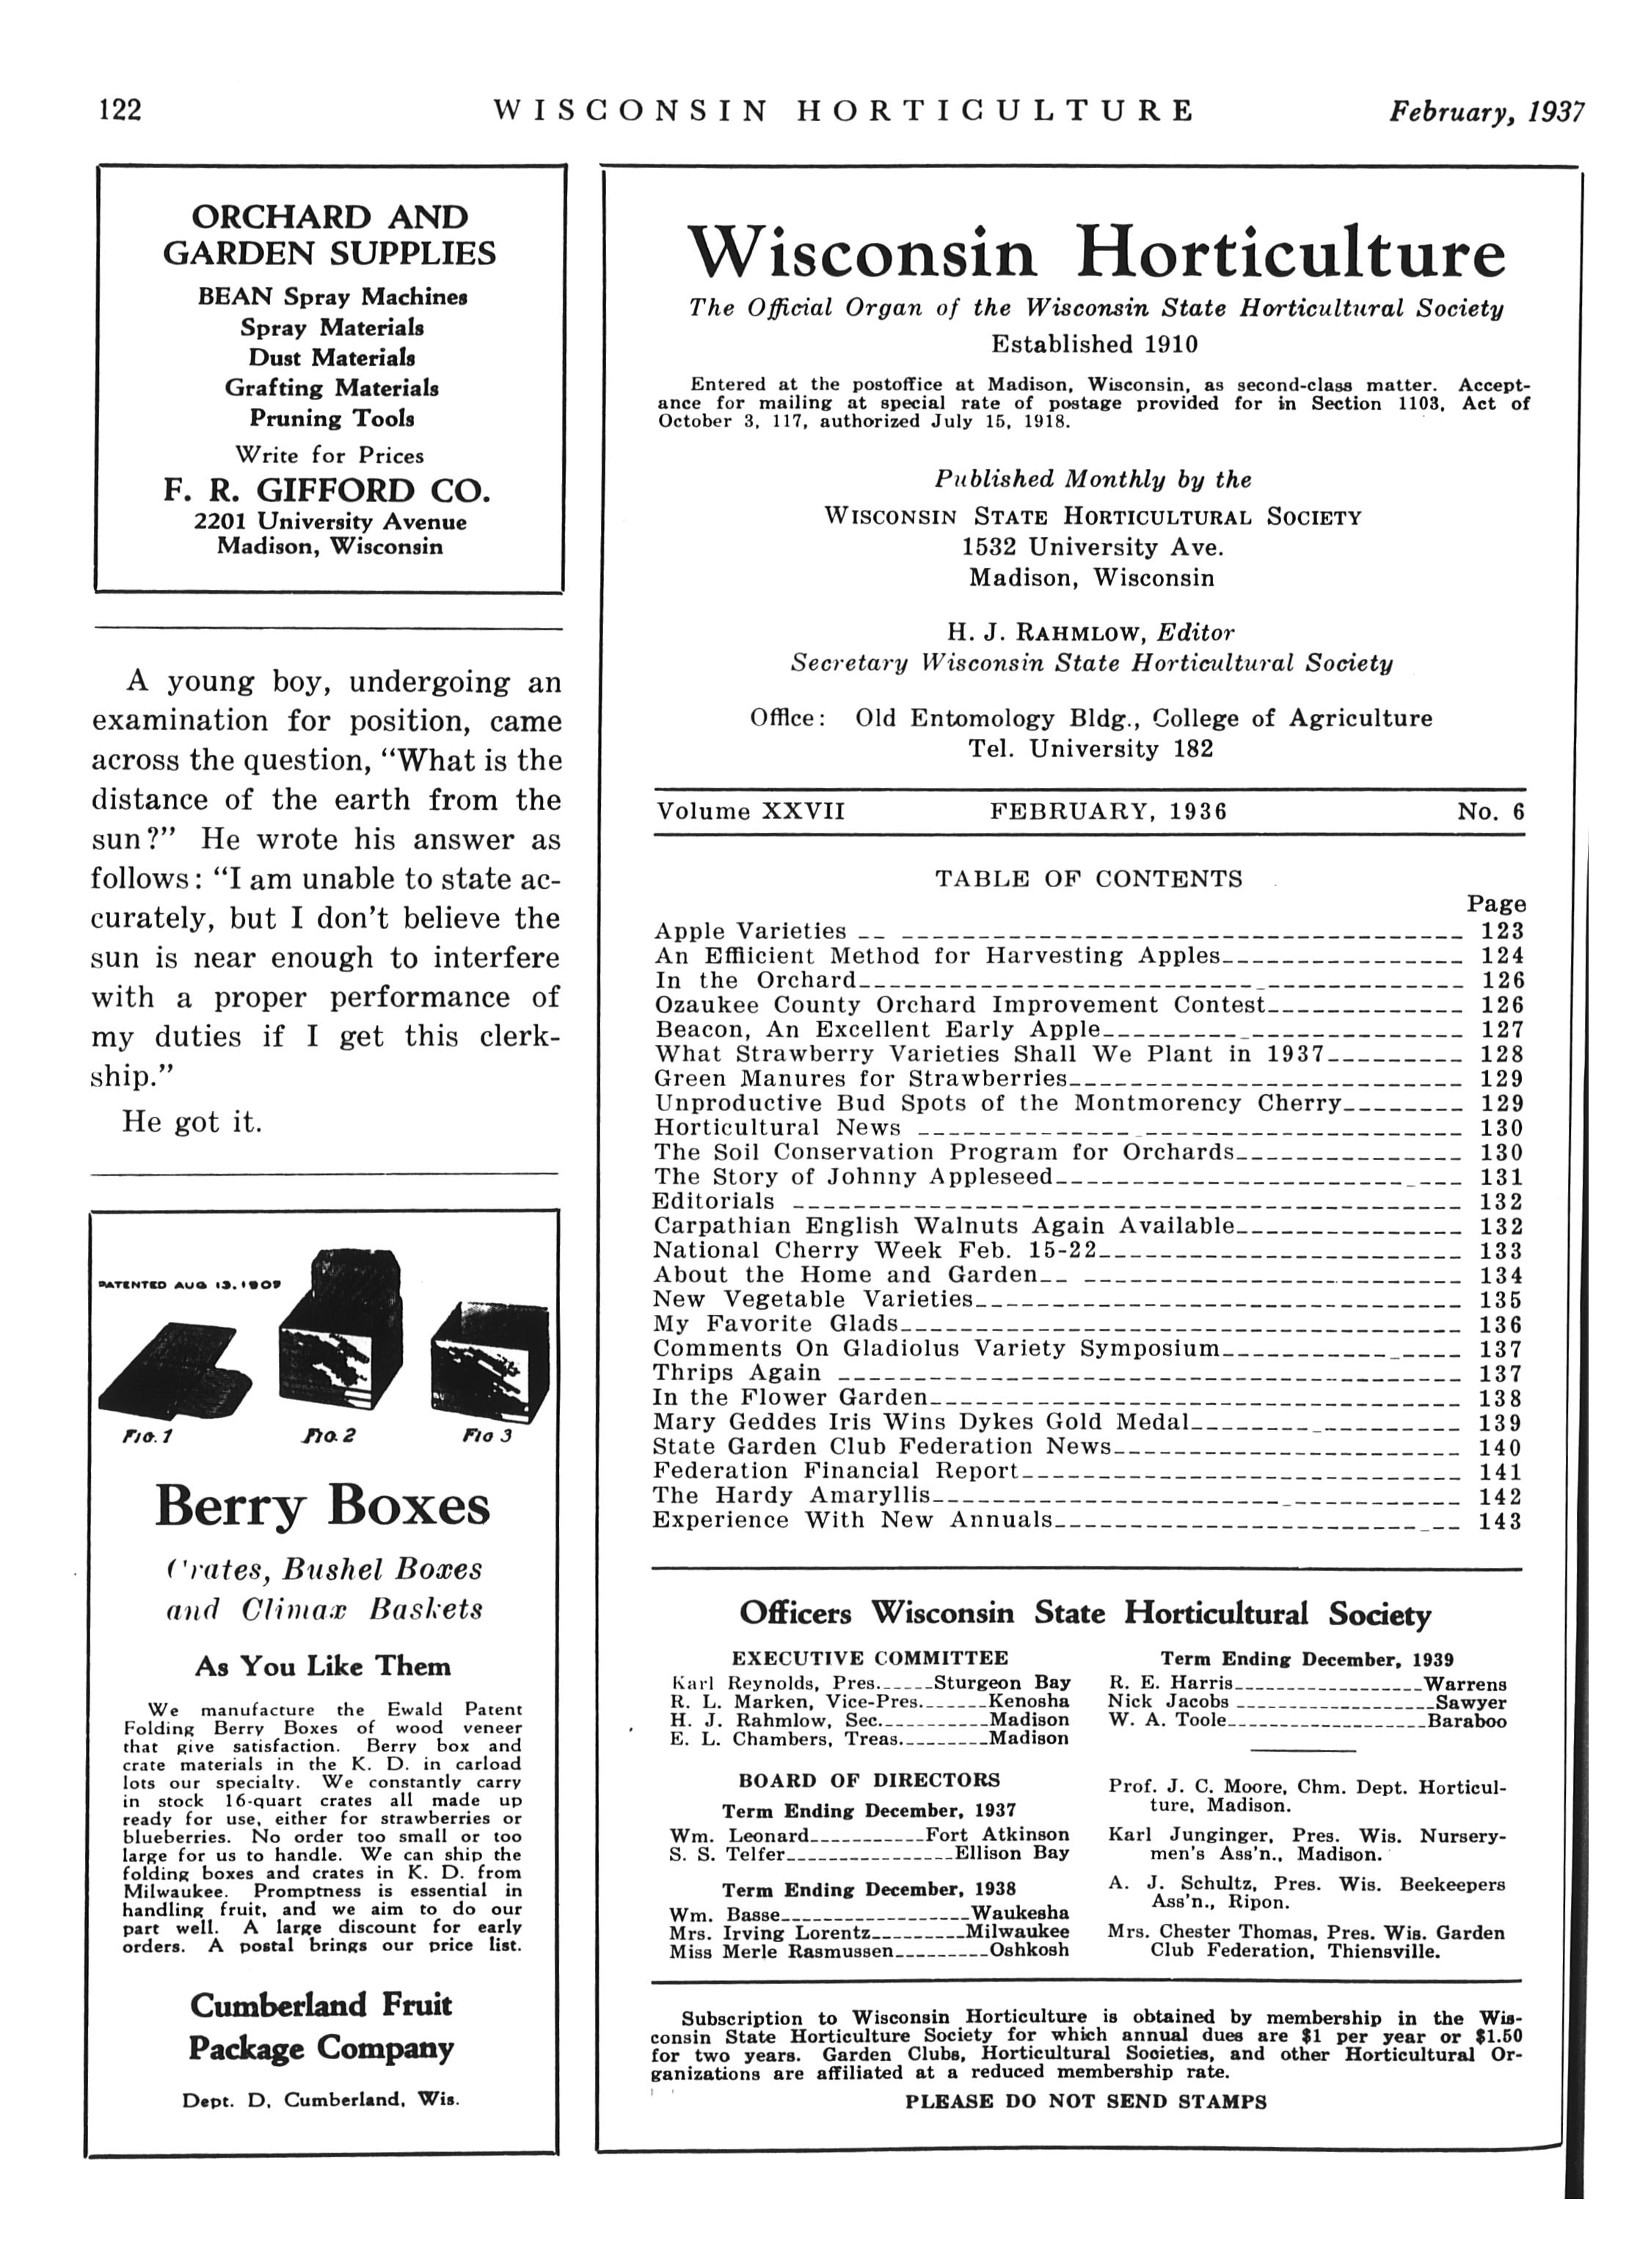 122
WISCONSIN HORTICULTURE
February, 1937
ORCHARD AND
GARDEN SUPPLIES
BEAN Spray Machines
Spray Materials
Dust Materials
Grafting Materials
Pruning Tools
Write for Prices
F. R. GIFFORD CO.
2201 University Avenue
Madison, Wisconsin
A young boy, undergoing an
examination for position, came
across the question, “What is the
distance of the earth from the
sun?” He wrote his answer as
follows: “I am unable to state ac-
curately, but I don’t believe the
sun is near enough to interfere
with a proper performance of
my duties if I get this clerk-
ship.”
He got it.
PATENTED AUG 13, 1909
FIG. 1
FIG. 2
FIG 3
Berry Boxes
Crates, Bushel Boxes
and Climax Baskets
As You Like Them
We manufacture the Ewald Patent
Folding Berry Boxes of wood veneer
that give satisfaction. Berry box and
crate materials in the K. D. in carload
lots our specialty. We constantly carry
in stock 16-quart crates all made up
ready for use, either for strawberries or
blueberries. No order too small or too
large for us to handle. We can ship the
folding boxes and crates in K. D. from
Milwaukee. Promptness is essential in
handling fruit, and we aim to do our
part well. A large discount for early
orders. A postal brings our price list.
Cumberland Fruit
Package Company
Dept. D, Cumberland, Wis.
Wisconsin Horticulture
The Official Organ of the Wisconsin State Horticultural Society
Established 1910
Entered at the postoffice at Madison, Wisconsin, as second-class matter. Accept-
ance for mailing at special rate of postage provided for in Section 1103, Act of
October 3, 117, authorized July 15, 1918.
Published Monthly by the
WISCONSIN STATE HORTICULTURAL SOCIETY
1532 University Ave.
Madison, Wisconsin
H. J. RAHMLOW, Editor
Secretary Wisconsin State Horticultural Society
Office: Old Entomology Bldg., College of Agriculture
Tel. University 182
Volume XXVII FEBRUARY, 1936 No. 6
TABLE OF CONTENTS
Page
Apple Varieties 123
An Effiicient Method for Harvesting Apples 124
In the Orchard 126
Ozaukee County Orchard Improvement Contest 126
Beacon, An Excellent Early Apple 127
What Strawberry Varieties Shall We Plant in 1937 128
Green Manures for Strawberries 129
Unproductive Bud Spots of the Montmorency Cherry 129
Horticultural News 130
The Soil Conservation Program for Orchards 130
The Story of Johnny Appleseed 131
Editorials 132
Carpathian English Walnuts Again Available 132
National Cherry Week Feb. 15-22 133
About the Home and Garden 134
New Vegetable Varieties 135
My Favorite Glads 136
Comments On Gladiolus Variety Symposium 137
Thrips Again 137
In the Flower Garden 138
Mary Geddes Iris Wins Dykes Gold Medal 139
State Garden Club Federation News 140
Federation Financial Report 141
The Hardy Amaryllis 142
Experience With New Annuals 143
Officers Wisconsin State Horticultural Society
EXECUTIVE COMMITTEE
Karl Reynolds, Pres. Sturgeon Bay
R. L. Marken, Vice-Pres. Kenosha
H. J. Rahmlow, Sec. Madison
E. L. Chambers, Treas. Madison
BOARD OF DIRECTORS
Term Ending December, 1937
Wm. Leonard Fort Atkinson
S. S. Telfer Ellison Bay
Term Ending December, 1938
Wm. Basse Waukesha
Mrs. Irving Lorentz Milwaukee
Miss Merle Rasmussen Oshkosh
Term Ending December, 1939
R. E. Harris Warrens
Nick Jacobs Sawyer
W. A. Toole Baraboo
Prof. J. C. Moore, Chm. Dept. Horticul-
ture, Madison.
Karl Junginger, Pres. Wis. Nursery-
men's Ass'n., Madison.
A. J. Schultz, Pres. Wis. Beekeepers
Ass'n., Ripon.
Mrs. Chester Thomas, Pres. Wis. Garden
Club Federation, Thiensville.
Subscription to Wisconsin Horticulture is obtained by membership in the Wis-
consin State Horticulture Society for which annual dues are $1 per year or $1.50
for two years. Garden Clubs, Horticultural Societies, and other Horticultural Or-
ganizations are affiliated at a reduced membership rate.
PLEASE DO NOT SEND STAMPS